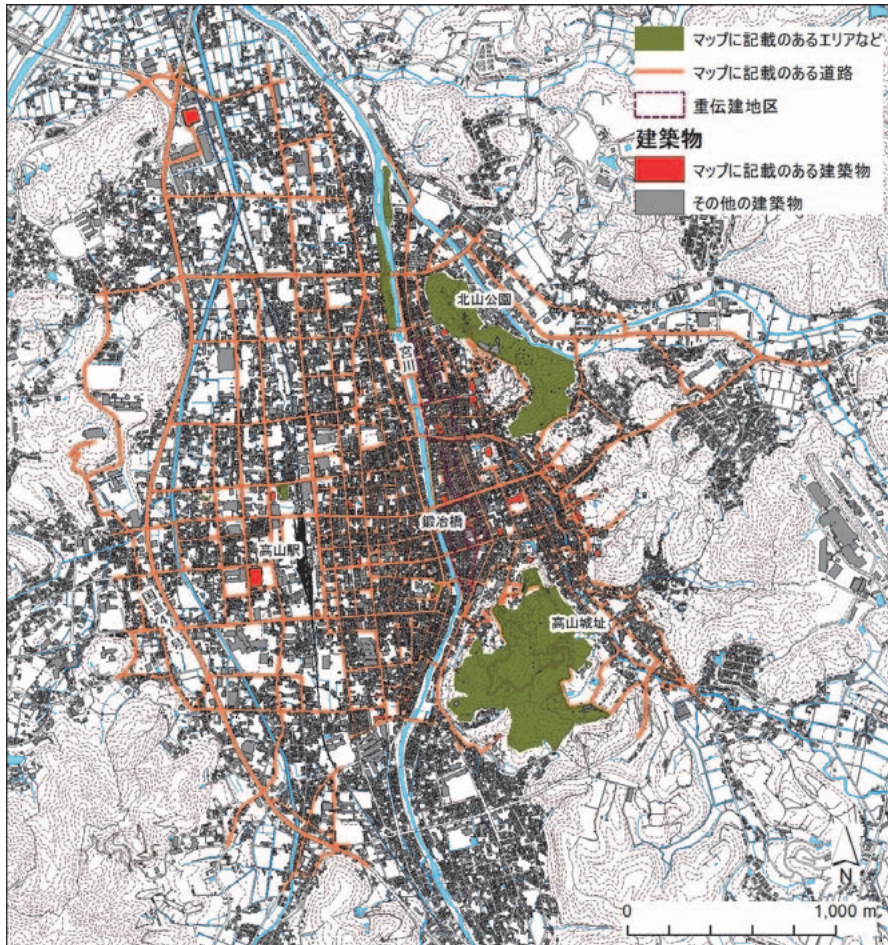 マップに記載のあるエリアなど
マップに記載のある道路
重伝建地区
建築物
マップに記載のある建築物
その他の建築物
北山公園
宮川
鍛冶橋
高山駅
国道41号
高山城址
N
0
1,000 m